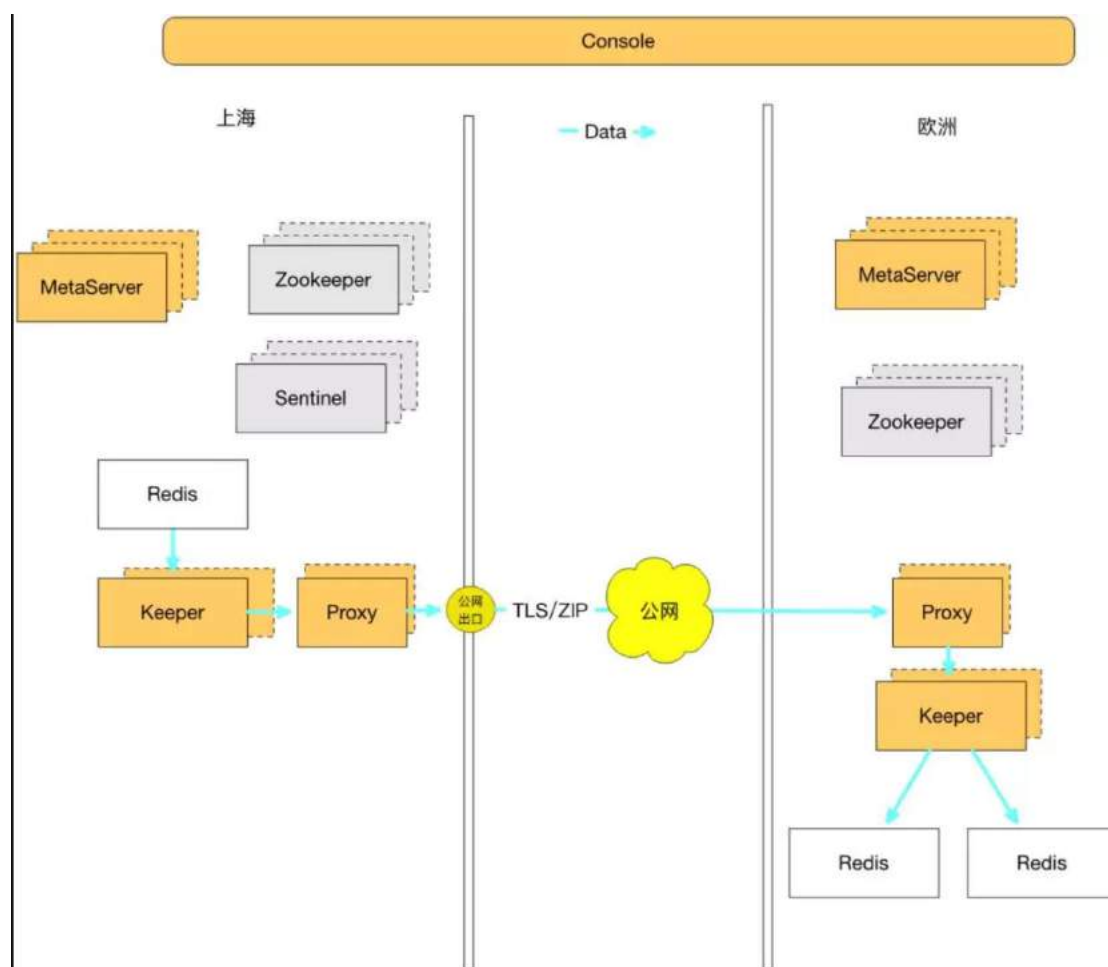 Console
上海
Data
欧洲
MetaServer
Zookeeper
MetaServer
Sentinel
Zookeeper
Redis
Keeper
Proxy
公网
出口
TLS/ZIP
公网
Proxy
Keeper
Redis
Redis